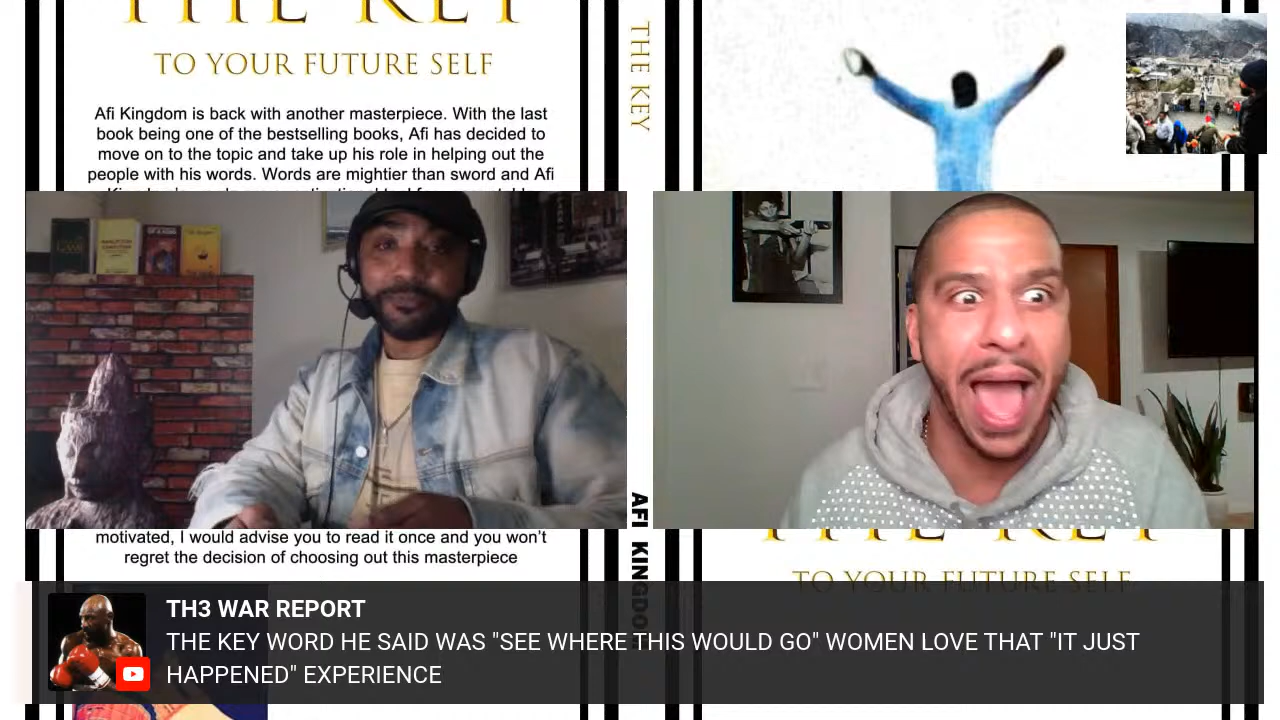 THE KEY
TO YOUR FUTURE SELF
Afi Kingdom is back with another masterpiece. With the last
book being one of the bestselling books, Afi has decided to
move on to the topic and take up his role in helping out the
people with his words. Words are mightier than sword and Afi
motivated, I would advise you to read it once and you won't
regret the decision of choosing out this masterpiece
THE KEY
AFI KINGDO
THE KEY
TO YOUR FUTURE SELF
TH3 WAR REPORT
THE KEY WORD HE SAID WAS "SEE WHERE THIS WOULD GO" WOMEN LOVE THAT "IT JUST
HAPPENED" EXPERIENCE